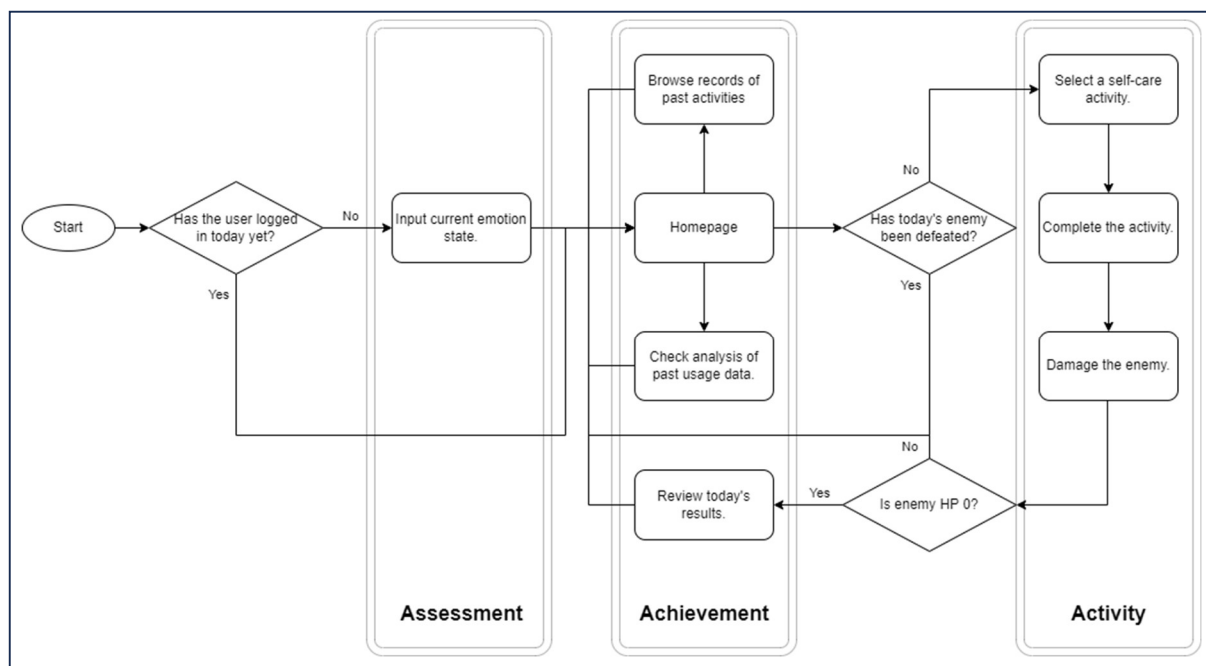 Start
Has the user logged
in today yet?
No
Yes
Input current emotion
state.
Assessment
Browse records of
past activities
Homepage
Check analysis of
past usage data.
Review today's
results.
Achievement
Has today's enemy
been defeated?
No
Yes
No
Is enemy HP 0?
Yes
Select a self-care
activity.
Complete the activity.
Damage the enemy.
Activity